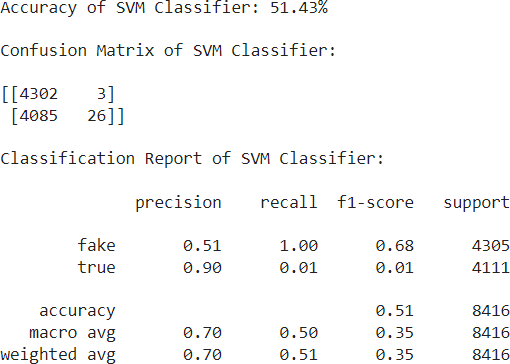 Accuracy of SVM Classifier: 51.43%
Confusion Matrix of SVM Classifier:
[[4302 3]
[4085 26]]
Classification Report of SVM Classifier:
precision recall f1-score support
fake 0.51 1.00 0.68 4305
true 0.90 0.01 0.01 4111
accuracy 0.51 8416
macro avg 0.70 0.50 0.35 8416
weighted avg 0.70 0.51 0.35 8416